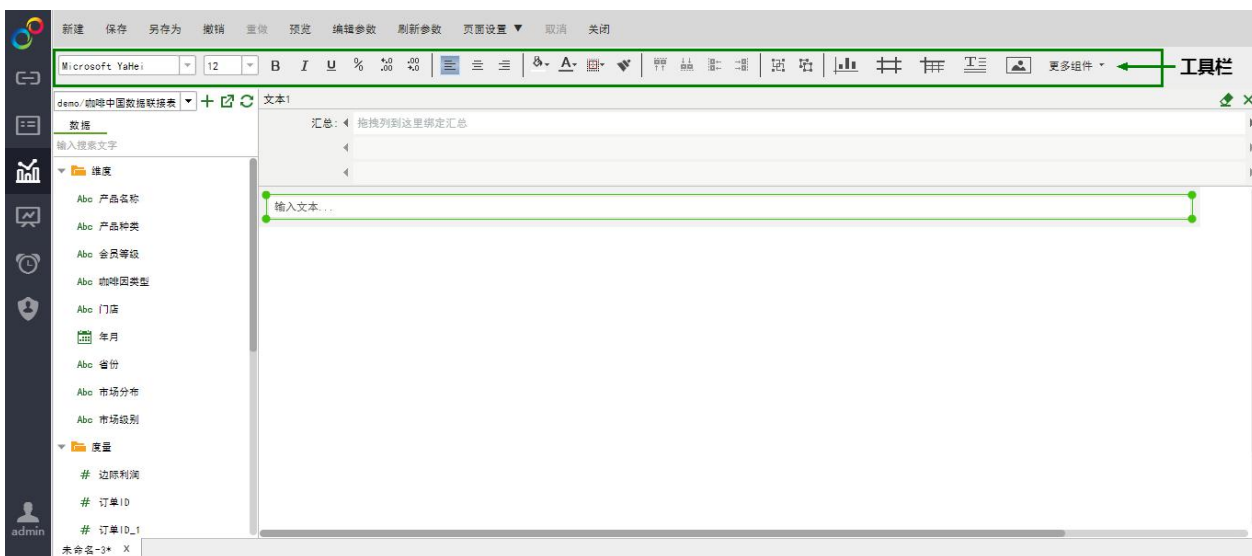 新建 保存 另存为 撤销 重做 预览 编辑参数 刷新参数 页面设置 ▼ 取消 关闭
Microsoft YaHei 12 B I U % 更多组件 工具栏
demo/咖啡中国数据联接表 文本1
数据 汇总: 拖拽列到这里绑定汇总
输入搜索文字
维度
Abc 产品名称
输入文本...
Abc 产品种类
Abc 会员等级
Abc 咖啡因类型
Abc 门店
年月
Abc 省份
Abc 市场分布
Abc 市场级别
度量
# 边际利润
# 订单ID
# 订单ID_1
admin
未命名-3* X